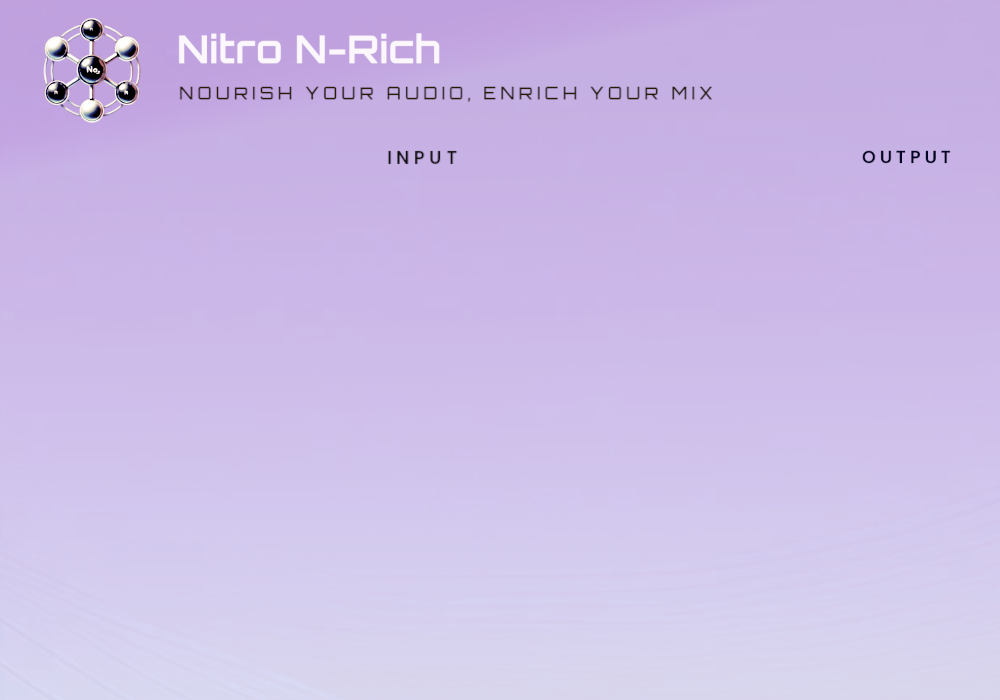 Nitro N-Rich
NOURISH YOUR AUDIO, ENRICH YOUR MIX
INPUT OUTPUT